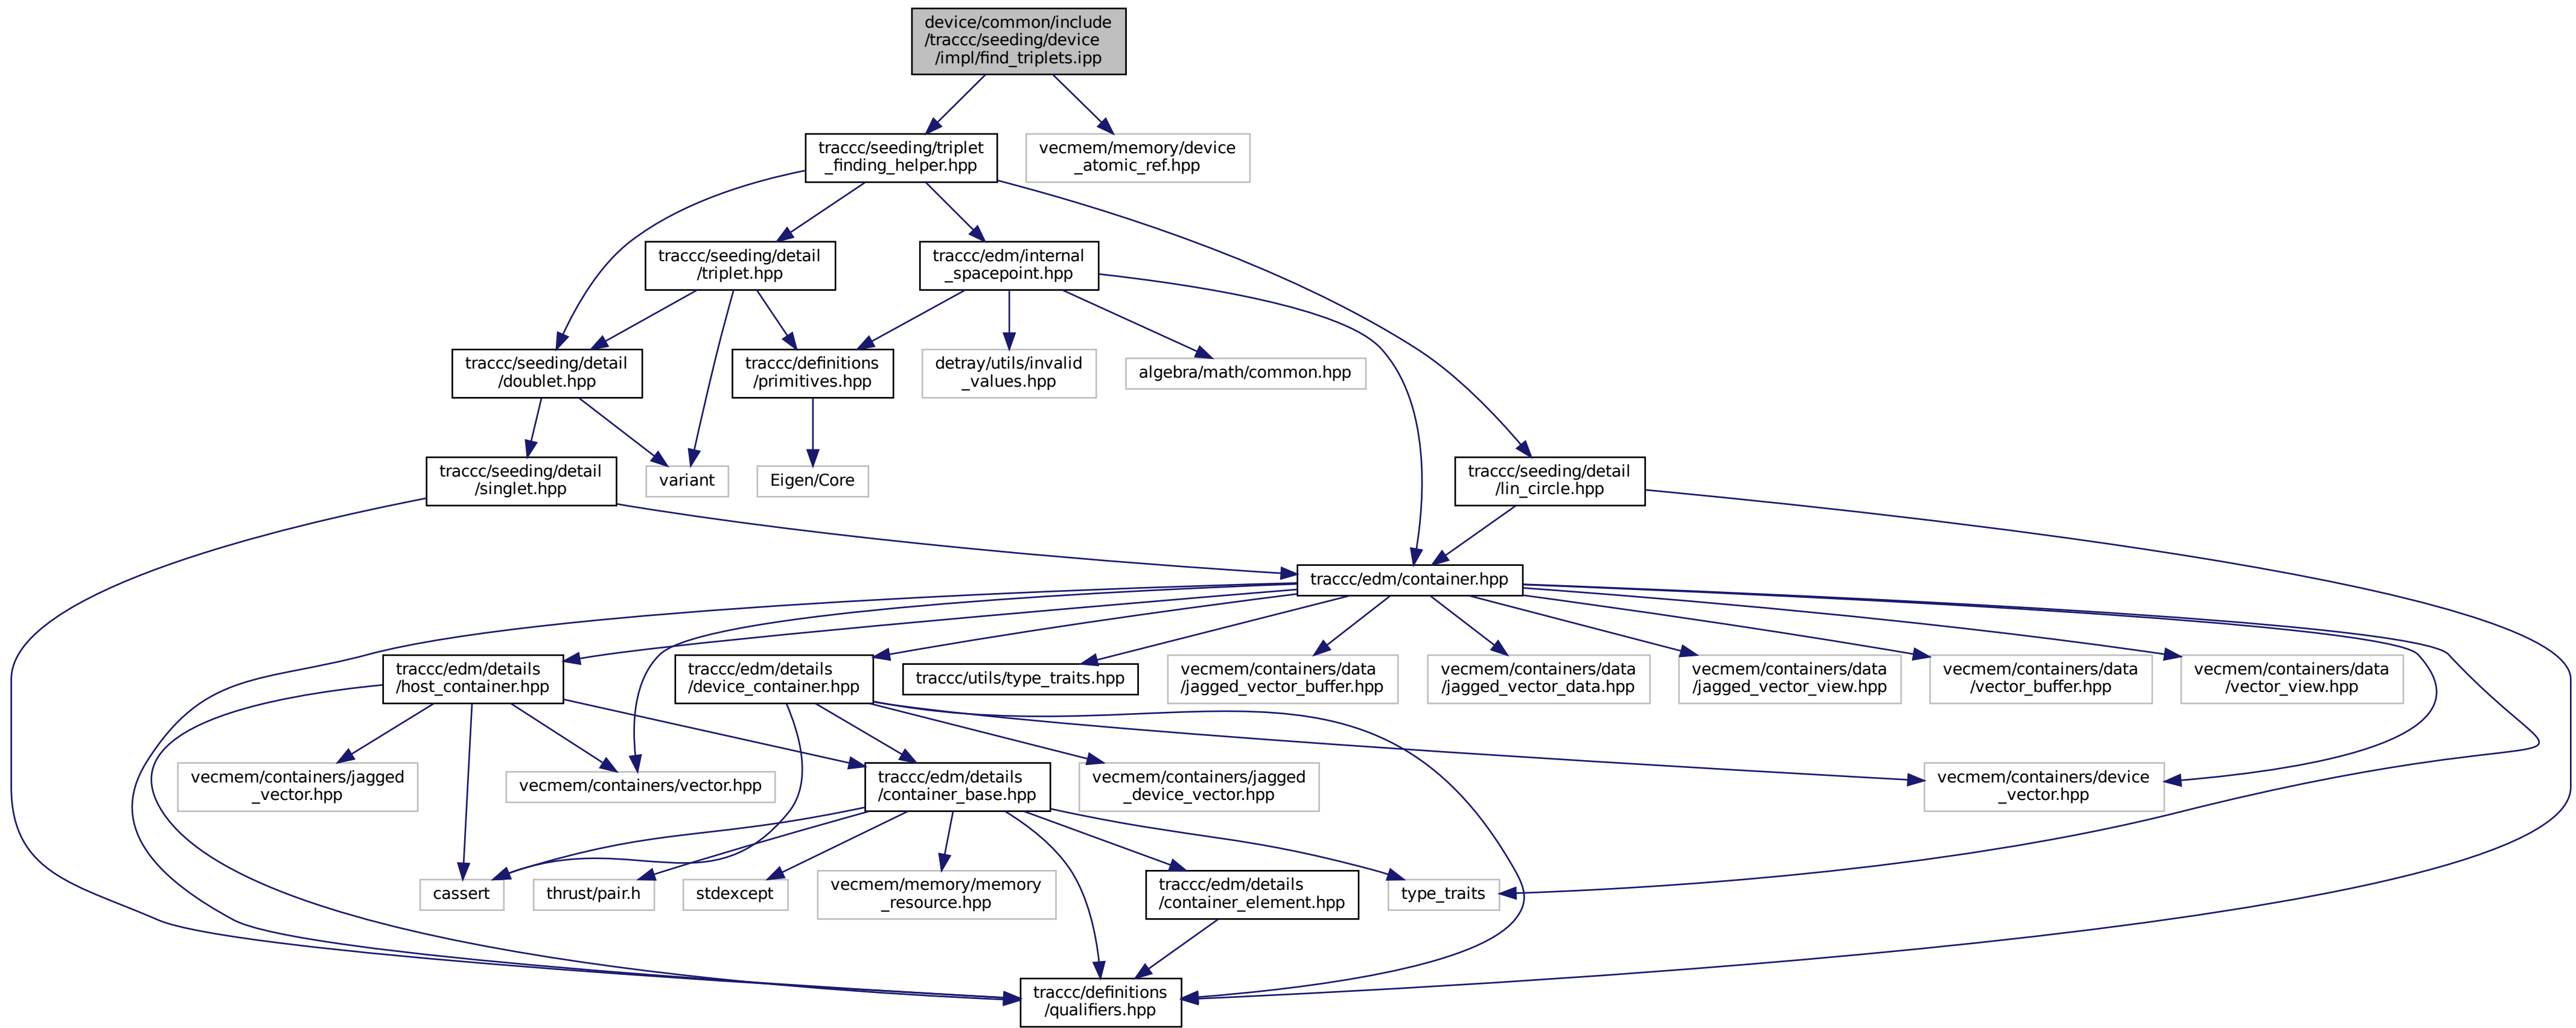 device/common/include
/traccc/seeding/device
/impl/find_triplets.ipp
traccc/seeding/triplet
_finding_helper.hpp
vecmem/memory/device
_atomic_ref.hpp
traccc/seeding/detail
/triplet.hpp
traccc/edm/internal
_spacepoint.hpp
traccc/seeding/detail
/doublet.hpp
traccc/definitions
/primitives.hpp
detray/utils/invalid
_values.hpp
algebra/math/common.hpp
traccc/seeding/detail
/singlet.hpp
variant
Eigen/Core
traccc/seeding/detail
/lin_circle.hpp
traccc/edm/container.hpp
traccc/edm/details
/host_container.hpp
traccc/edm/details
/device_container.hpp
traccc/utils/type_traits.hpp
vecmem/containers/data
/jagged_vector_buffer.hpp
vecmem/containers/data
/jagged_vector_data.hpp
vecmem/containers/data
/jagged_vector_view.hpp
vecmem/containers/data
/vector_buffer.hpp
vecmem/containers/data
/vector_view.hpp
vecmem/containers/jagged
_vector.hpp
vecmem/containers/vector.hpp
traccc/edm/details
/container_base.hpp
vecmem/containers/jagged
_device_vector.hpp
vecmem/containers/device
_vector.hpp
cassert
thrust/pair.h
stdexcept
vecmem/memory/memory
_resource.hpp
traccc/edm/details
/container_element.hpp
type_traits
traccc/definitions
/qualifiers.hpp